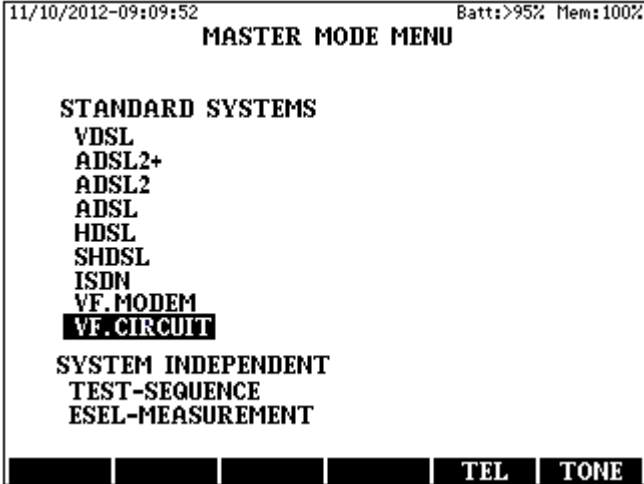 11/10/2012-09:09:52 Batt:>95% Mem:100%
MASTER MODE MENU
STANDARD SYSTEMS
VDSL
ADSL2+
ADSL2
ADSL
HDSL
SHDSL
ISDN
VF.MODEM
VF.CIRCUIT
SYSTEM INDEPENDENT
TEST-SEQUENCE
ESEL-MEASUREMENT
TEL TONE